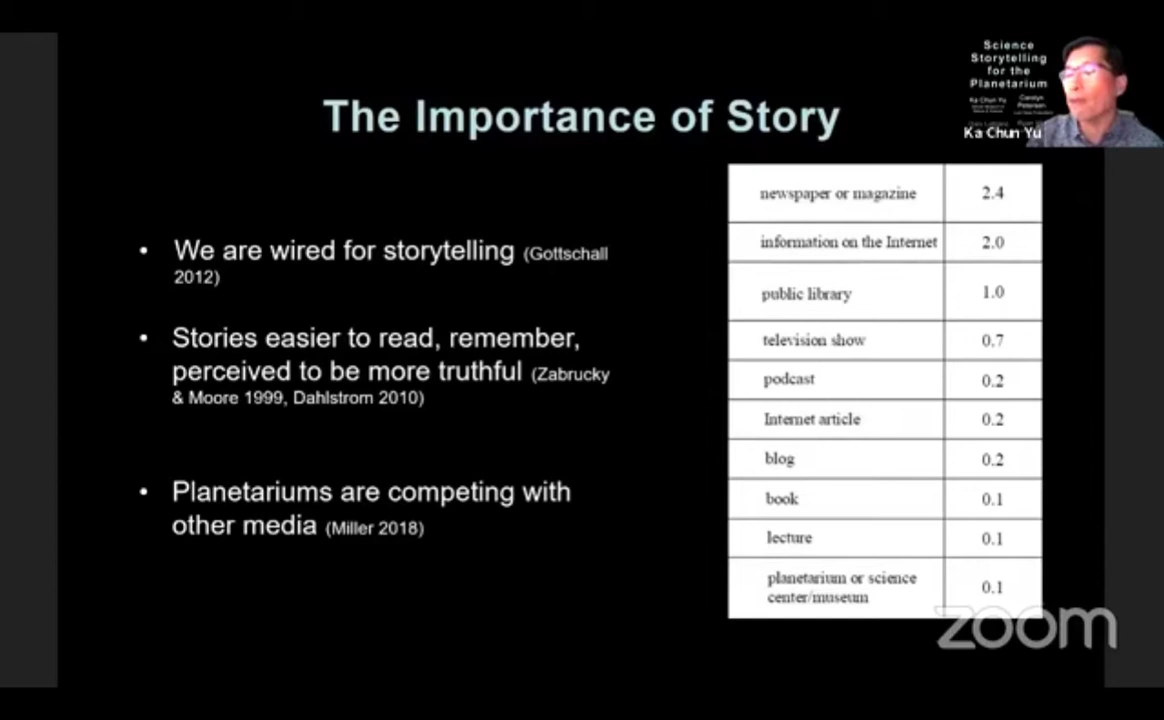 Science
Storytelling
for the
Planetarium
Ka Chun Yu
Carolyn
Petersen
Ka Chun Yu
The Importance of Story
• We are wired for storytelling (Gottschall
2012)
• Stories easier to read, remember,
perceived to be more truthful (Zabrucky
& Moore 1999, Dahlstrom 2010)
• Planetariums are competing with
other media (Miller 2018)
newspaper or magazine 2.4
information on the Internet 2.0
public library 1.0
television show 0.7
podcast 0.2
Internet article 0.2
blog 0.2
book 0.1
lecture 0.1
planetarium or science
center/museum 0.1
zoom